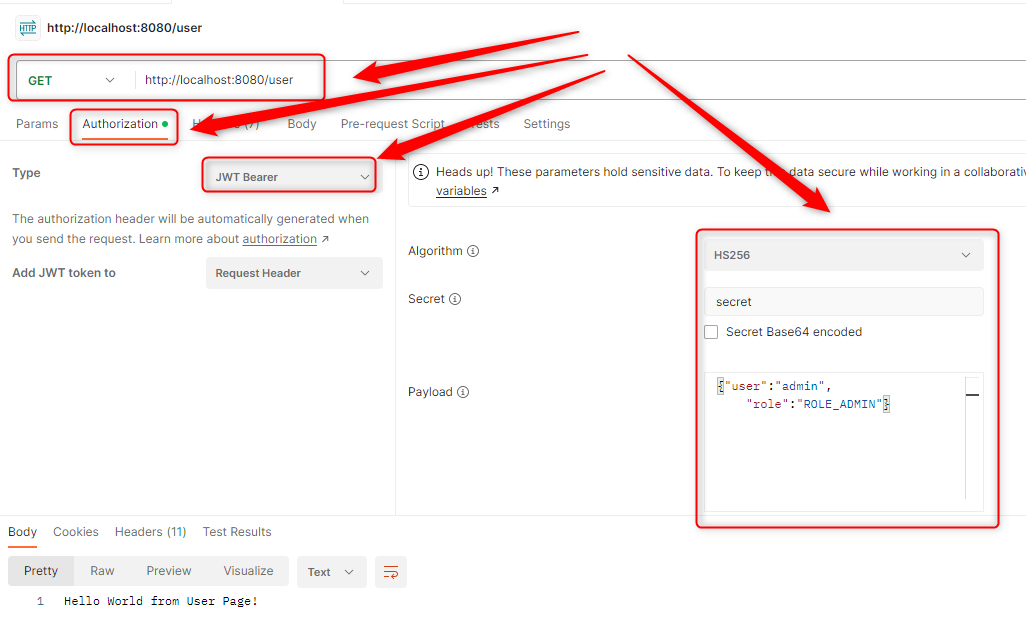 HTTP http://localhost:8080/user
GET http://localhost:8080/user
Params Authorization Body Pre-request Script Settings
Type JWT Bearer
Heads up! These parameters hold sensitive data. To keep data secure while working in a collaborativ
variables
The authorization header will be automatically generated when
you send the request. Learn more about authorization
Add JWT token to Request Header
Algorithm HS256
Secret secret
Secret Base64 encoded
Payload
{"user":"admin",
"role":"ROLE_ADMIN"}
Body Cookies Headers (11) Test Results
Pretty Raw Preview Visualize Text
1 Hello World from User Page!